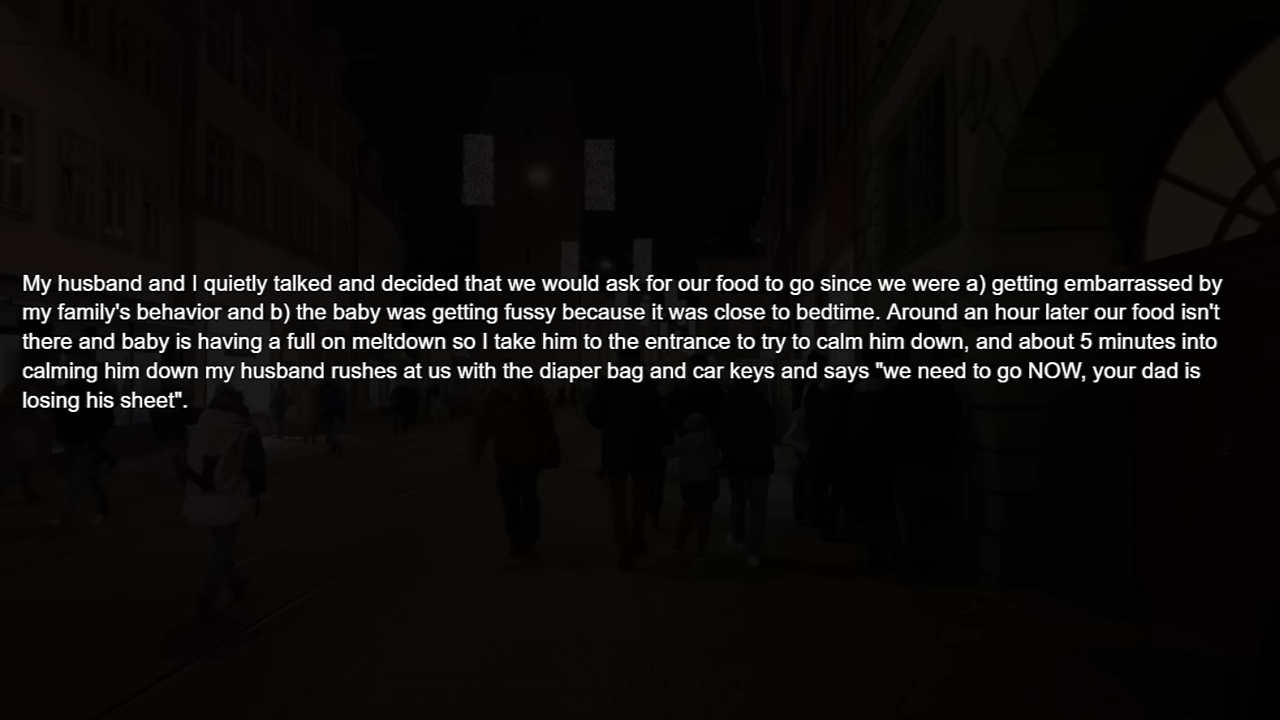 My husband and I quietly talked and decided that we would ask for our food to go since we were a) getting embarrassed by
my family's behavior and b) the baby was getting fussy because it was close to bedtime. Around an hour later our food isn't
there and baby is having a full on meltdown so I take him to the entrance to try to calm him down, and about 5 minutes into
calming him down my husband rushes at us with the diaper bag and car keys and says "we need to go NOW, your dad is
losing his sheet".